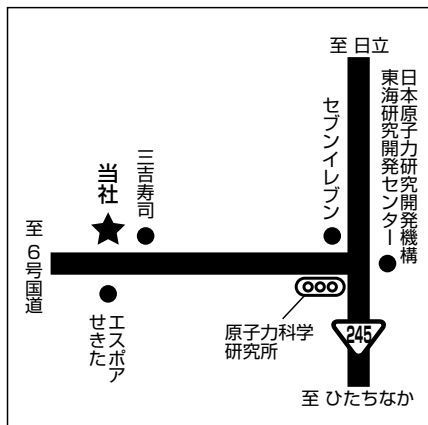 至 日立
日本原子力研究開発機構
東海研究開発センター
セブンイレブン
三吉寿司
当社
至 6号国道
エスポア
せきた
原子力科学
研究所
245
至 ひたちなか